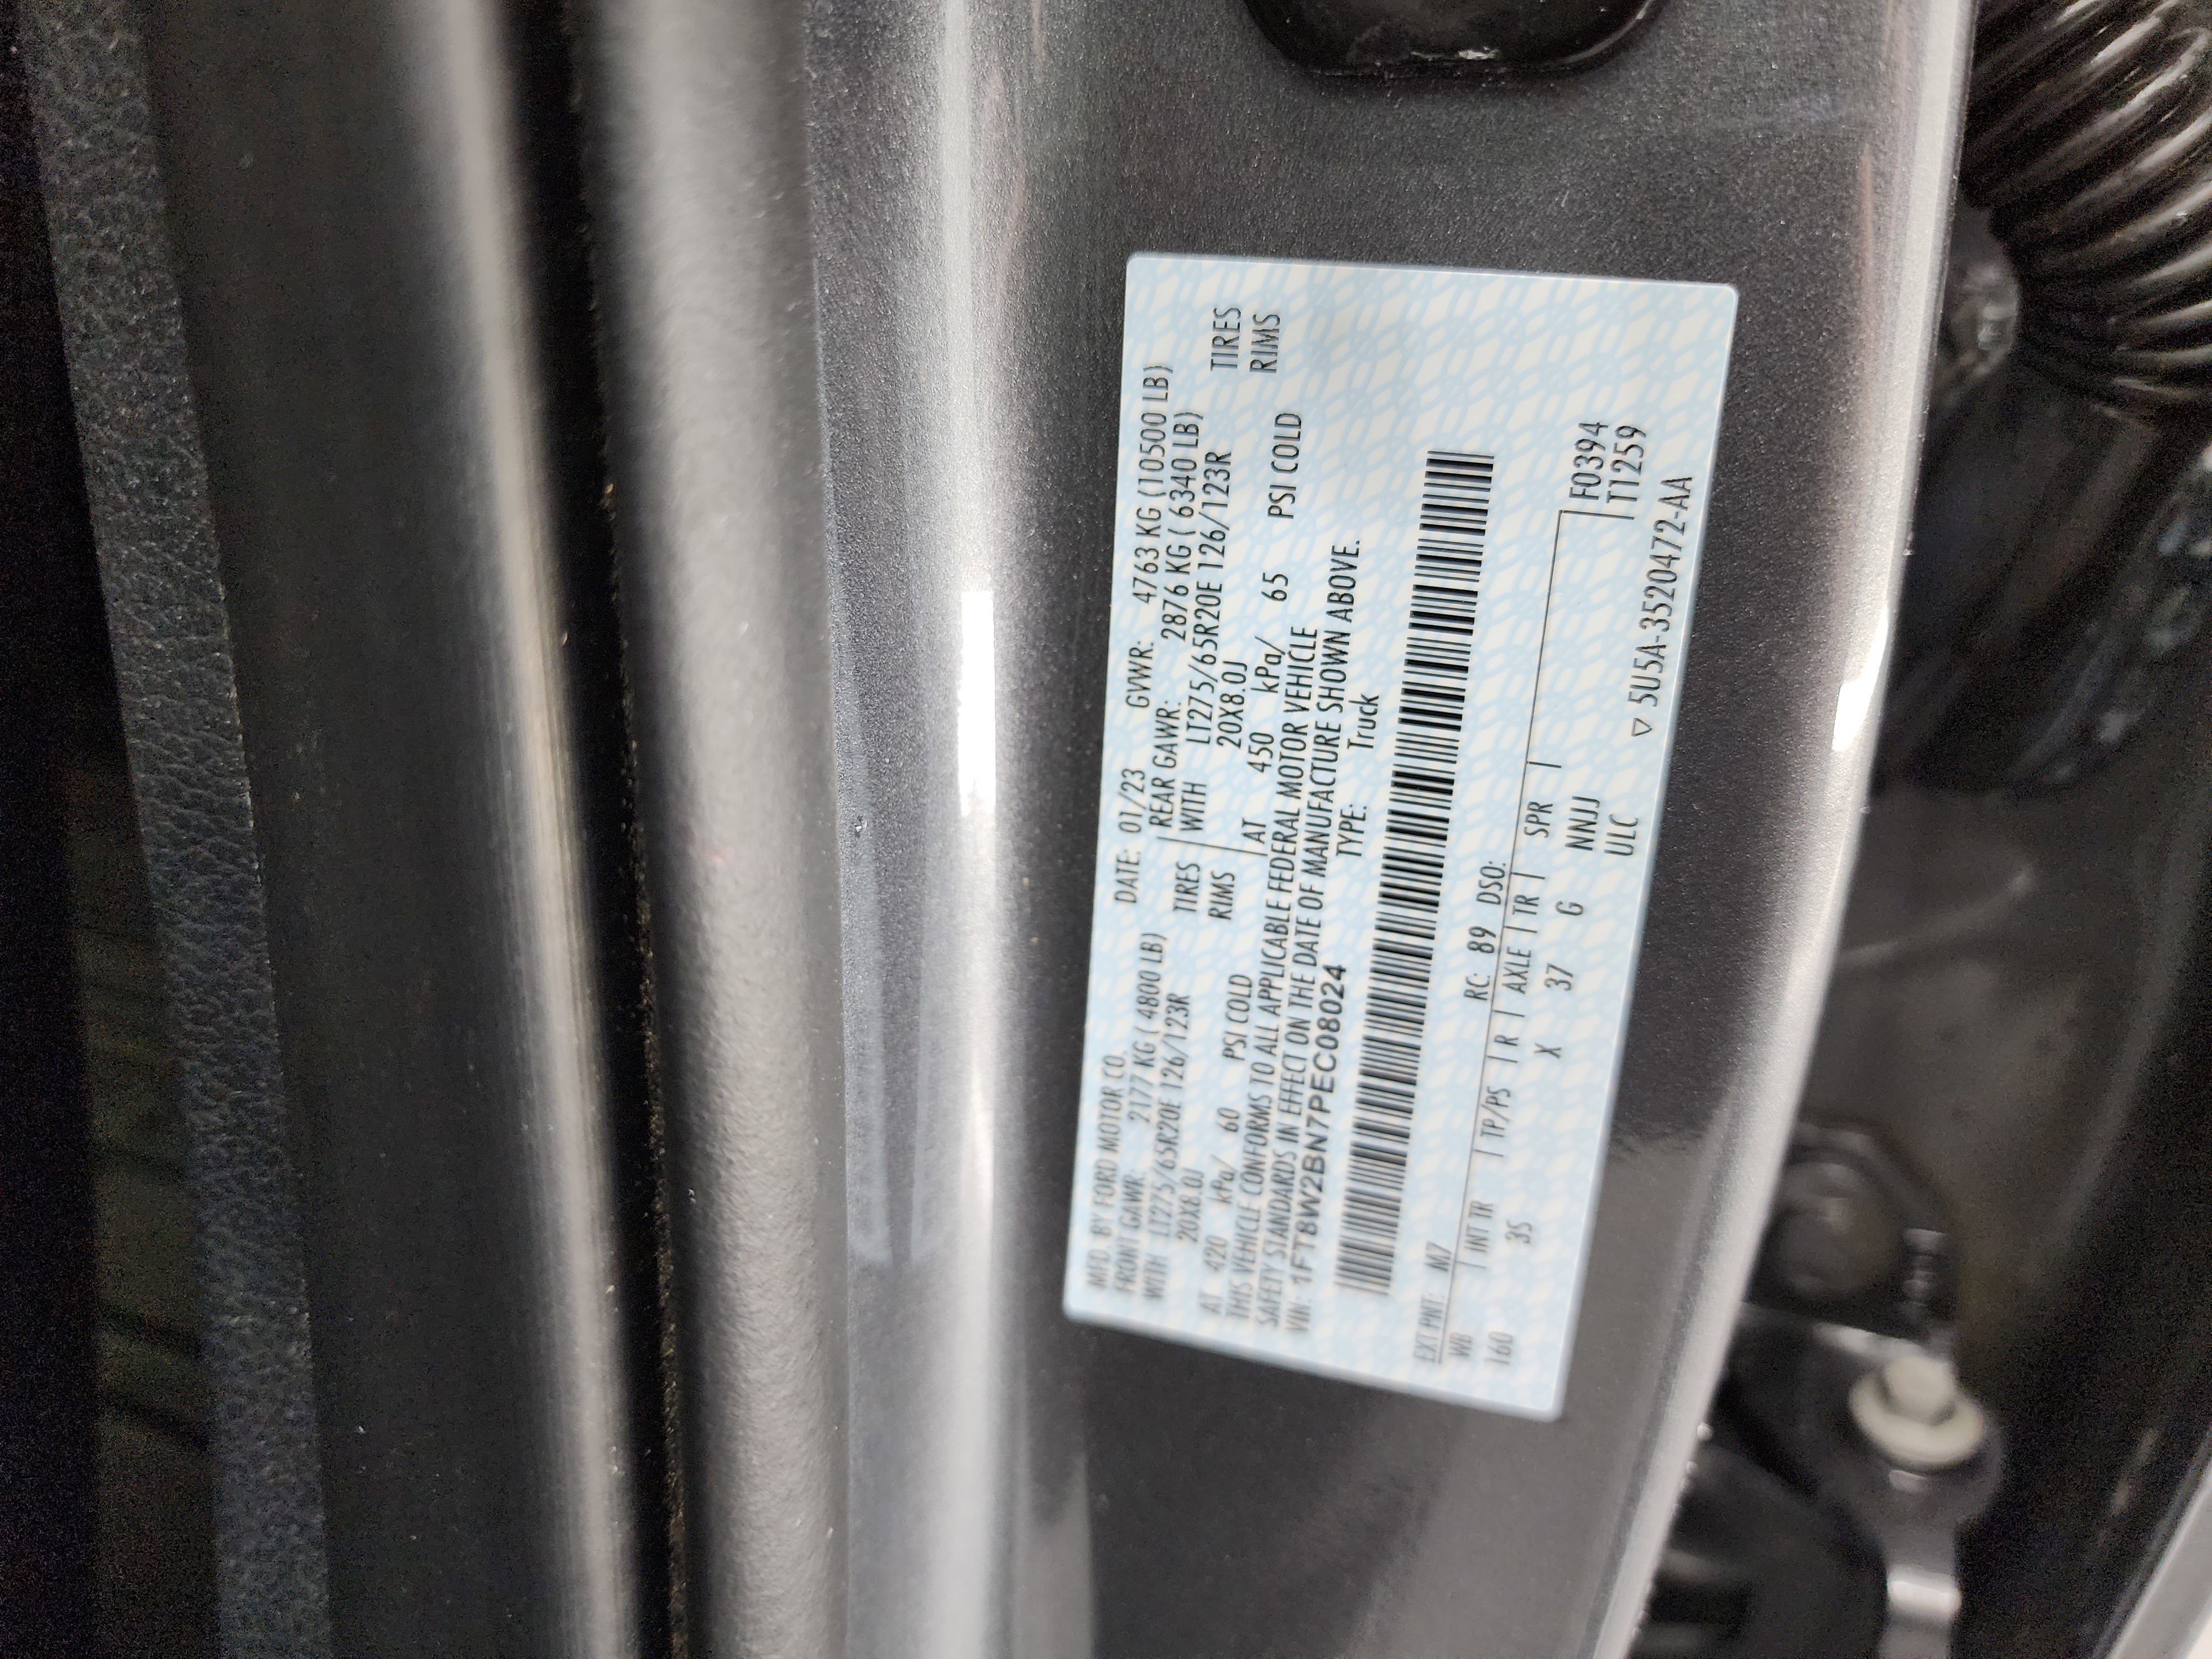 MFD. BY FORD MOTOR CO. DATE: 01/23 GVWR: 4763 KG (10500 LB)
FRONT GAWR: 2177 KG ( 4800 LB) REAR GAWR: 2876 KG ( 6340 LB)
WITH LT275/65R20E 126/123R TIRES WITH LT275/65R20E 126/123R TIRES
20X8.0J RIMS 20X8.0J RIMS
AT 420 kPa/ 60 PSI COLD AT 450 kPa/ 65 PSI COLD
THIS VEHICLE CONFORMS TO ALL APPLICABLE FEDERAL MOTOR VEHICLE
SAFETY STANDARDS IN EFFECT ON THE DATE OF MANUFACTURE SHOWN ABOVE.
VIN: 1FT8W2BN7PEC08024 TYPE: Truck
EXT PNT: M7 RC: 89 DSO:
WB INT TR TP/PS R AXLE TR SPR F0394
160 3S X 37 G NNJJ T1259
ULC
▽ 5U5A-3520472-AA